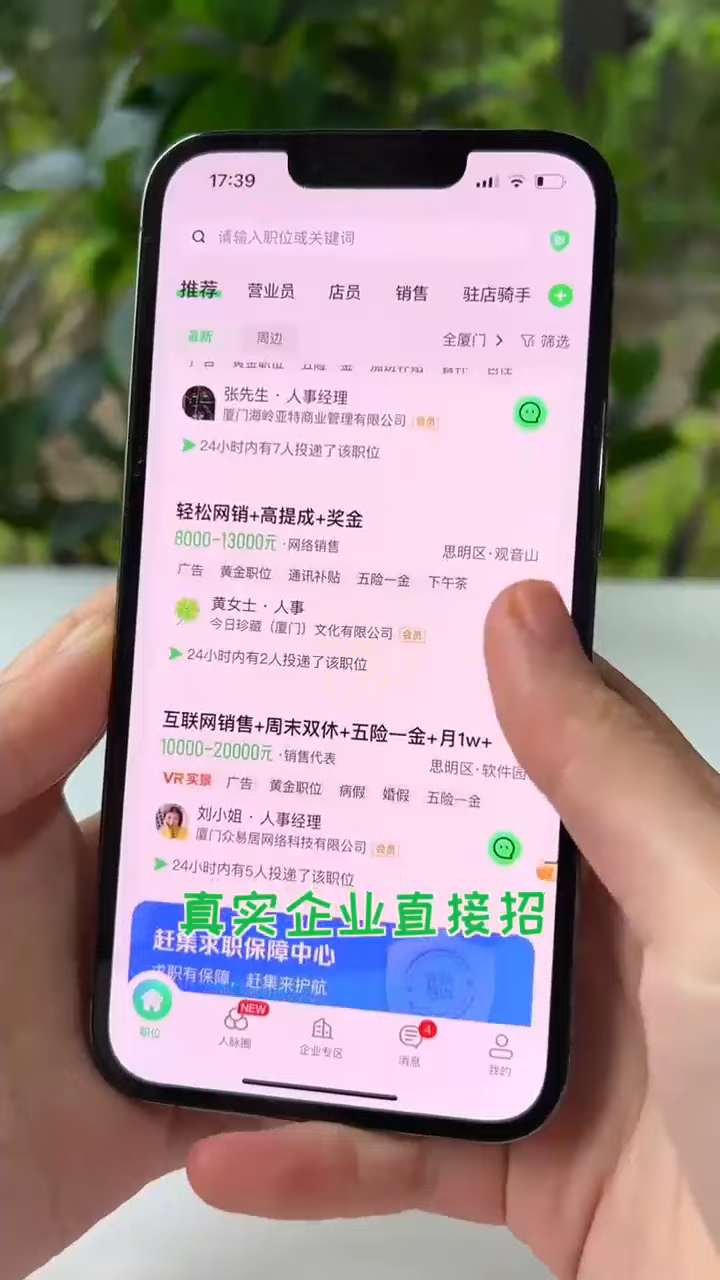 17:39
请输入职位或关键词
推荐 营业员 店员 销售 驻店骑手
最新 周边 全厦门 筛选
张先生·人事经理
厦门海岭亚特商业管理有限公司 会员
24小时内有7人投递了该职位
轻松网销+高提成+奖金
8000-13000元·网络销售 思明区·观音山
广告 黄金职位 通讯补贴 五险一金 下午茶
黄女士·人事
今日珍藏（厦门）文化有限公司 会员
24小时内有2人投递了该职位
互联网销售+周末双休+五险一金+月1w+
10000-20000元·销售代表 思明区·软件园
VR实景 广告 黄金职位 病假 婚假 五险一金
刘小姐·人事经理
厦门众易居网络科技有限公司 会员
24小时内有5人投递了该职位
真实企业直接招
赶集求职保障中心
求职有保障，赶集来护航
职位 人脉圈 NEW 企业专区 消息 4 我的